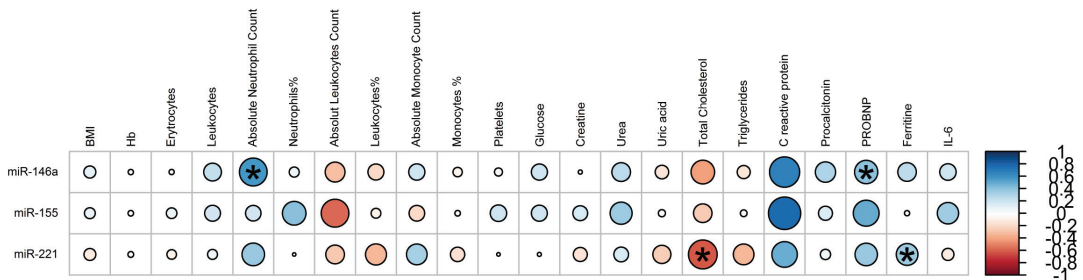 BMI
Hb
Erytrocytes
Leukocytes
Absolute Neutrophil Count
Neutrophils%
Absolut Leukocytes Count
Leukocytes%
Absolute Monocyte Count
Monocytes %
Platelets
Glucose
Creatine
Urea
Uric acid
Total Cholesterol
Triglycerides
C reactive protein
Procalcitonin
PROBNP
Ferritine
IL-6
miR-146a
*
*
miR-155
miR-221
*
*
1
0.8
0.6
0.4
0.2
0
-0.2
-0.4
-0.6
-0.8
-1